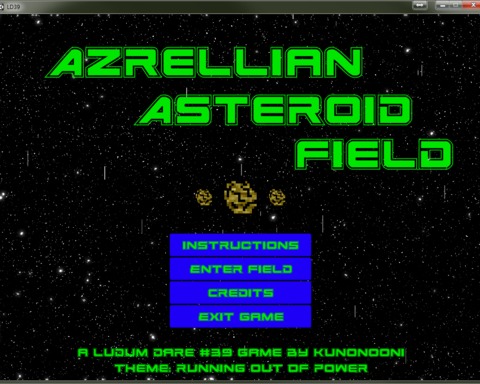 LD39
AZRELLIAN
ASTEROID
FIELD
INSTRUCTIONS
ENTER FIELD
CREDITS
EXIT GAME
A LUDUM DARE #39 GAME BY KUNONDONI
THEME: RUNNING OUT OF POWER